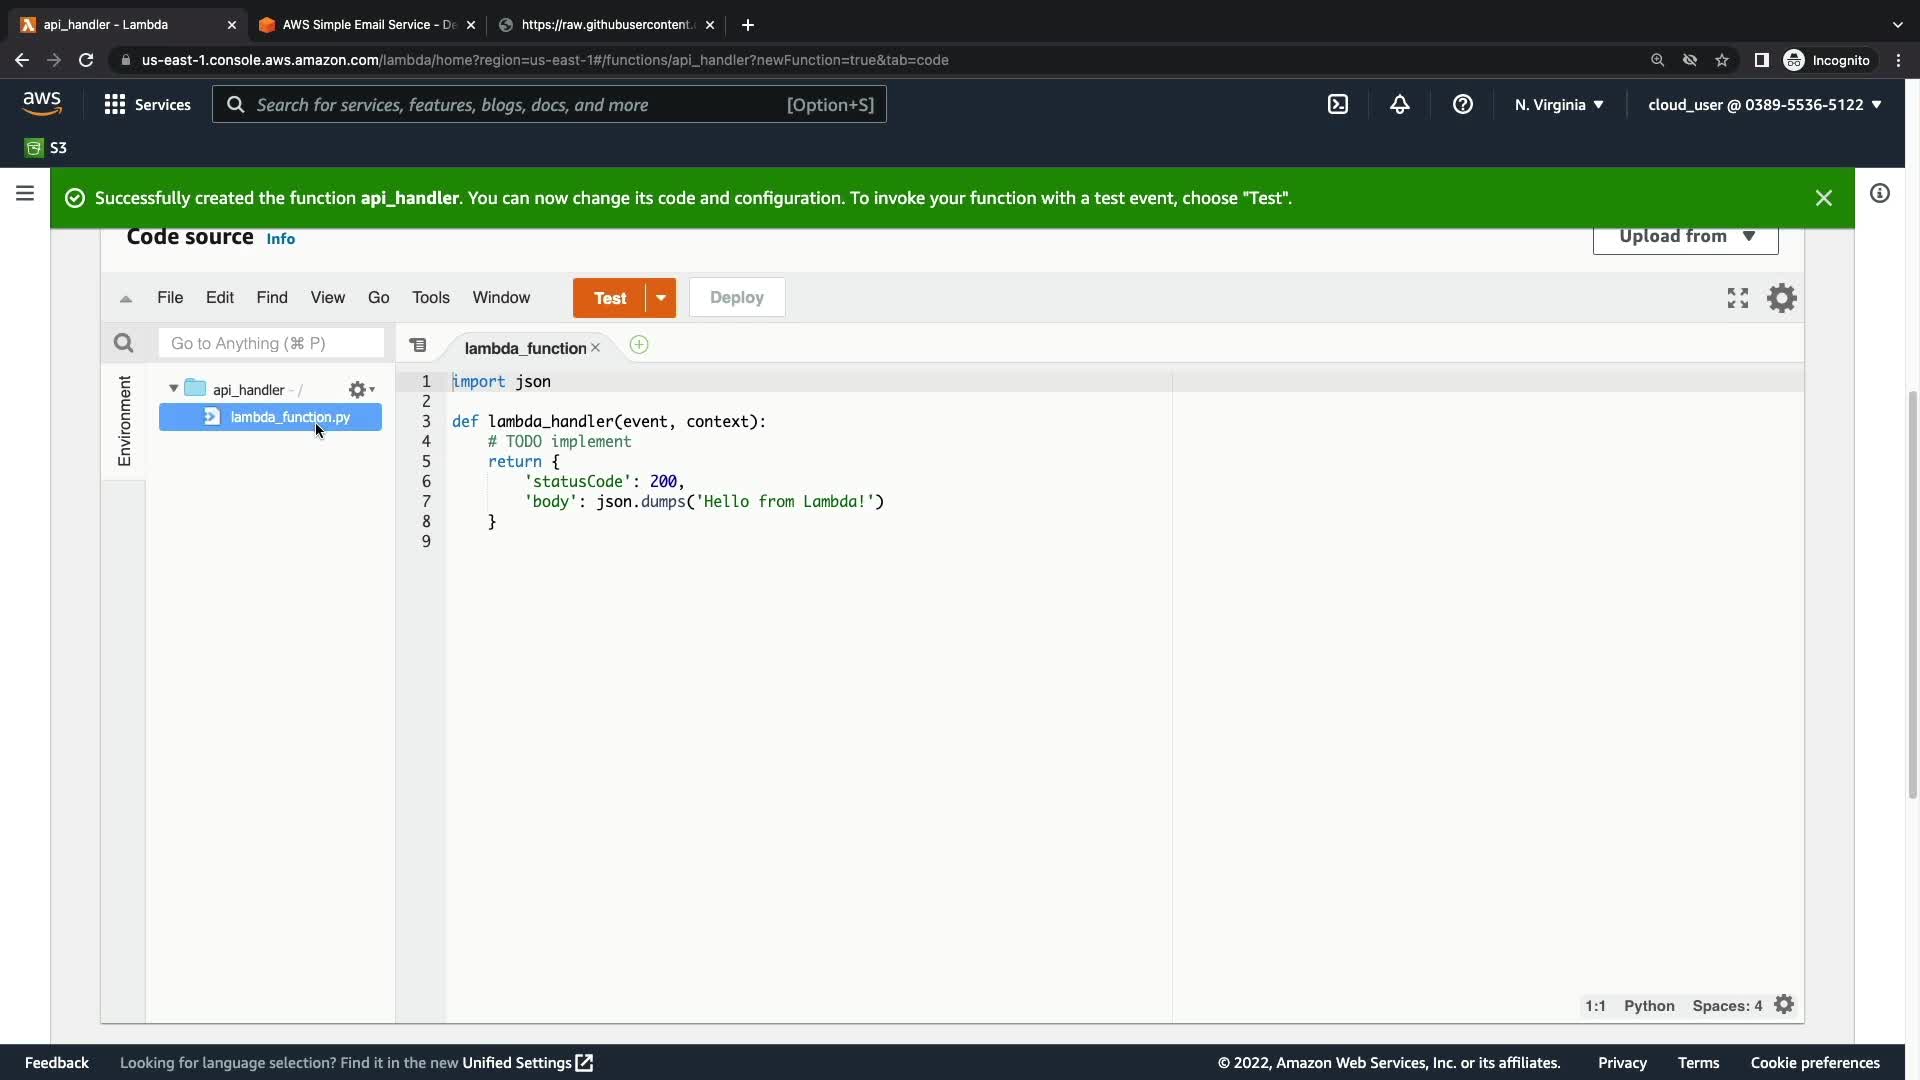 api_handler - Lambda
AWS Simple Email Service - De
https://raw.githubusercontent.
us-east-1.console.aws.amazon.com/lambda/home?region=us-east-1#/functions/api_handler?newFunction=true&tab=code
Incognito
aws
Services
Search for services, features, blogs, docs, and more [Option+S]
N. Virginia
cloud_user @ 0389-5536-5122
S3
Successfully created the function api_handler. You can now change its code and configuration. To invoke your function with a test event, choose "Test".
Code source Info
Upload from
File Edit Find View Go Tools Window Test Deploy
Go to Anything (⌘ P)
lambda_function
Environment
api_handler - /
lambda_function.py
1 import json
2
3 def lambda_handler(event, context):
4 # TODO implement
5 return {
6 'statusCode': 200,
7 'body': json.dumps('Hello from Lambda!')
8 }
9
1:1 Python Spaces: 4
Feedback
Looking for language selection? Find it in the new Unified Settings
© 2022, Amazon Web Services, Inc. or its affiliates.
Privacy
Terms
Cookie preferences